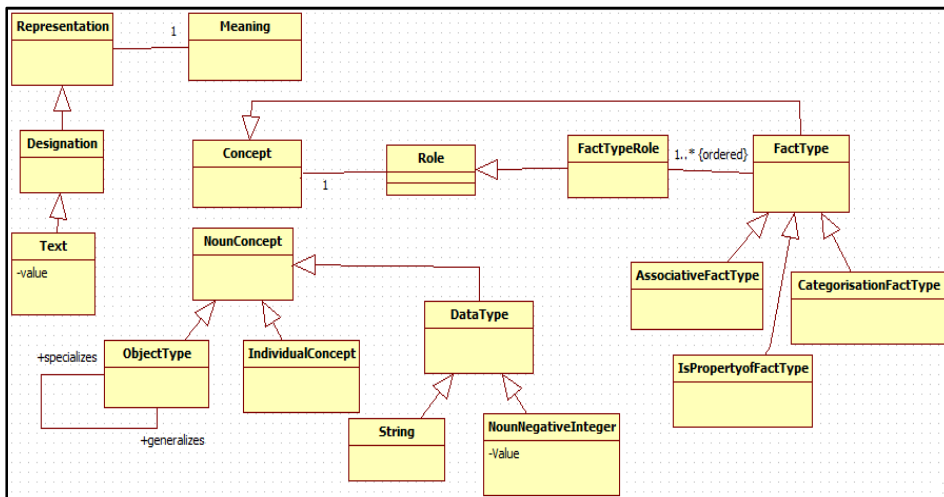 Representation
1
Meaning
Designation
Text
-value
Concept
1
Role
FactTypeRole
1..* {ordered}
FactType
NounConcept
AssociativeFactType
CategorisationFactType
IsPropertyofFactType
DataType
+specializes
ObjectType
IndividualConcept
+generalizes
String
NounNegativeInteger
-Value